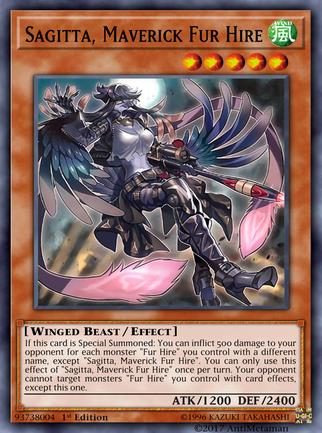 Sagitta, Maverick Fur Hire
WIND
風
[Winged Beast / Effect]
If this card is Special Summoned: You can inflict 500 damage to your
opponent for each monster "Fur Hire" you control with a different
name, except "Sagitta, Maverick Fur Hire". You can only use this
effect of "Sagitta, Maverick Fur Hire" once per turn. Your opponent
cannot target monsters "Fur Hire" you control with card effects,
except this one.
ATK/1200 DEF/2400
93738004 1st Edition ©1996 KAZUKI TAKAHASHI
©2017 AntiMetaman